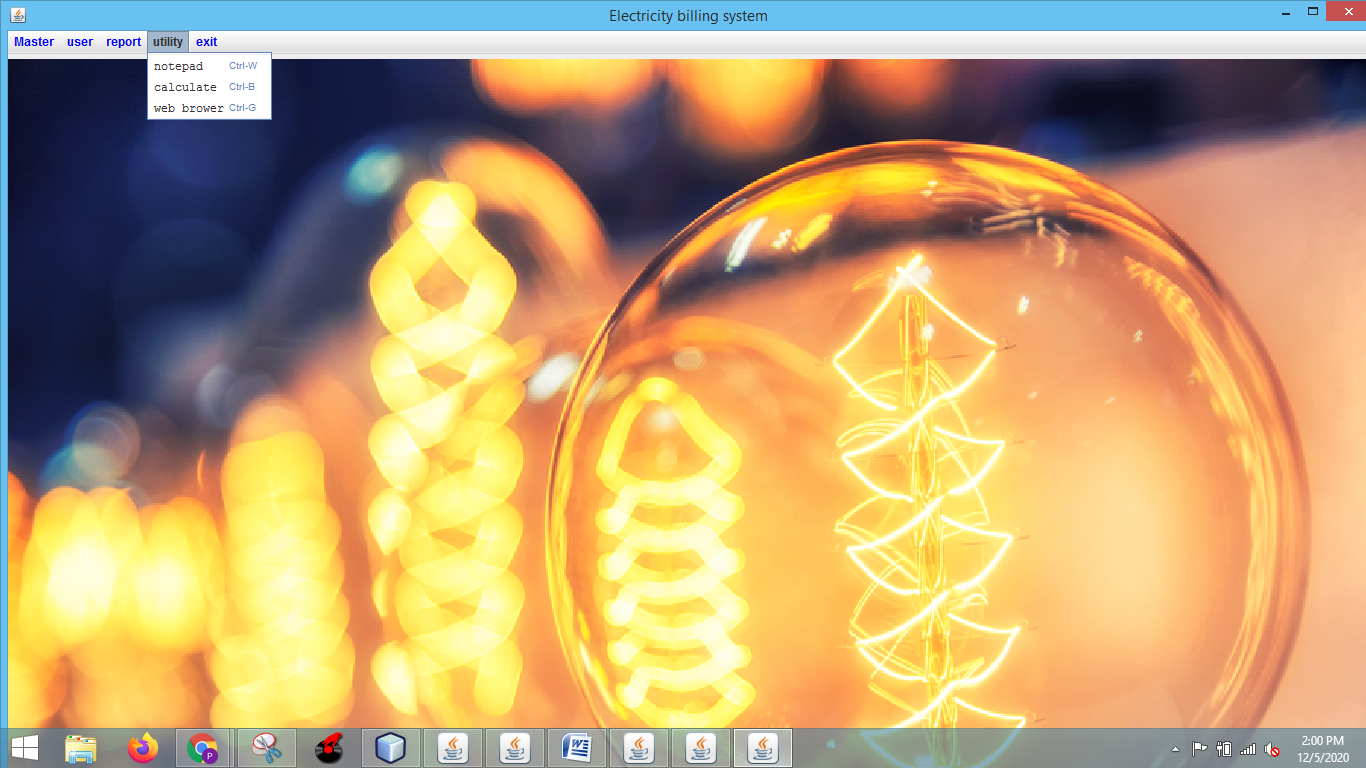 Electricity billing system
Master user report utility exit
notepad Ctrl-W
calculate Ctrl-B
web brower Ctrl-G
P
W
2:00 PM
12/5/2020